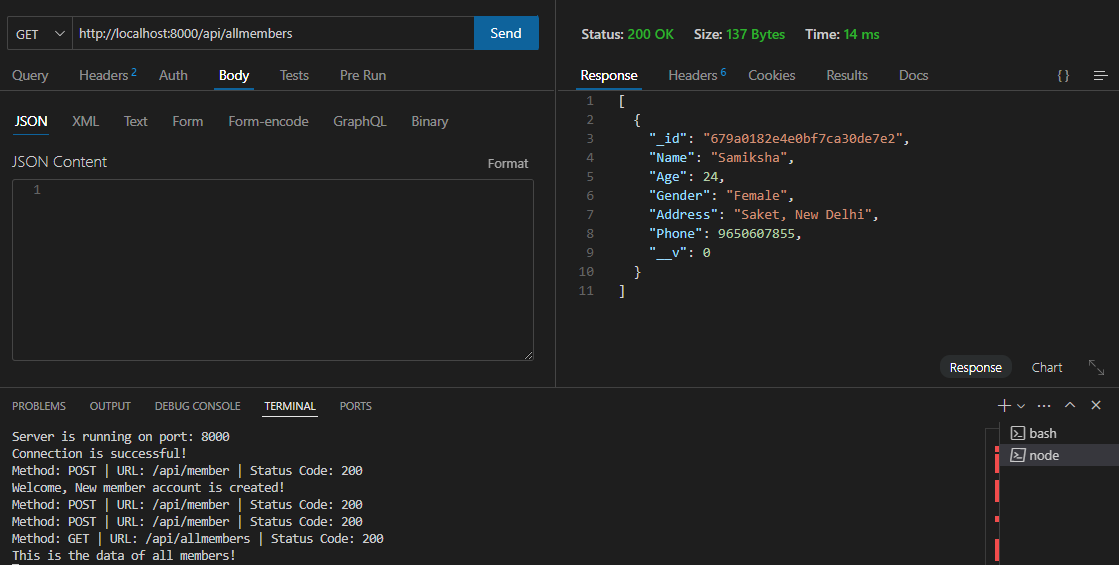 GET http://localhost:8000/api/allmembers Send
Query Headers 2 Auth Body Tests Pre Run
JSON XML Text Form Form-encode GraphQL Binary
JSON Content Format
1
Status: 200 OK Size: 137 Bytes Time: 14 ms
Response Headers 6 Cookies Results Docs { }
1 [
2 {
3 "_id": "679a0182e4e0bf7ca30de7e2",
4 "Name": "Samiksha",
5 "Age": 24,
6 "Gender": "Female",
7 "Address": "Saket, New Delhi",
8 "Phone": 9650607855,
9 "__v": 0
10 }
11 ]
Response Chart
PROBLEMS OUTPUT DEBUG CONSOLE TERMINAL PORTS
Server is running on port: 8000
Connection is successful!
Method: POST | URL: /api/member | Status Code: 200
Welcome, New member account is created!
Method: POST | URL: /api/member | Status Code: 200
Method: POST | URL: /api/member | Status Code: 200
Method: GET | URL: /api/allmembers | Status Code: 200
This is the data of all members!
bash
node